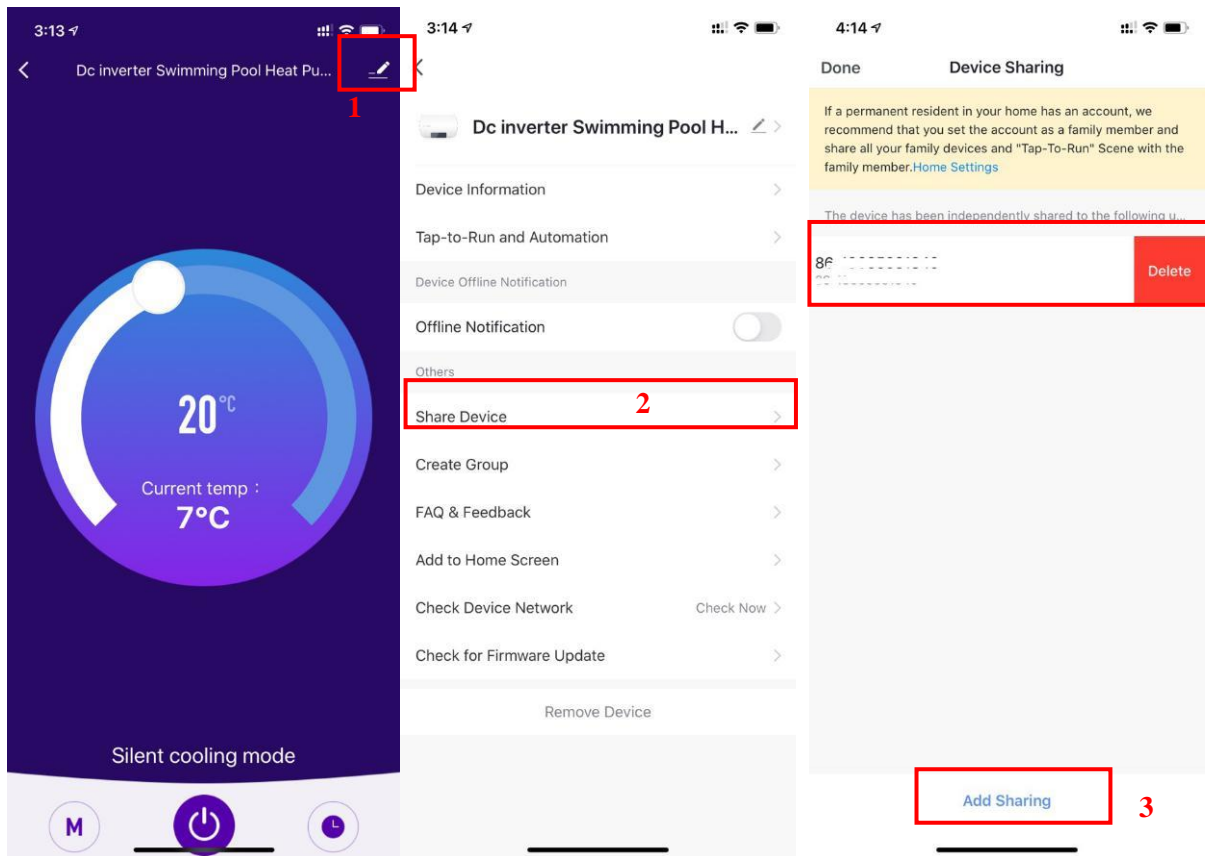 3:13
Dc inverter Swimming Pool Heat Pu...
1
20°C
Current temp :
7°C
Silent cooling mode
M
3:14
Dc inverter Swimming Pool H...
Device Information
Tap-to-Run and Automation
Device Offline Notification
Offline Notification
Others
Share Device
2
Create Group
FAQ & Feedback
Add to Home Screen
Check Device Network Check Now
Check for Firmware Update
Remove Device
4:14
Done Device Sharing
If a permanent resident in your home has an account, we
recommend that you set the account as a family member and
share all your family devices and "Tap-To-Run" Scene with the
family member.Home Settings
The device has been independently shared to the following u...
Delete
Add Sharing
3